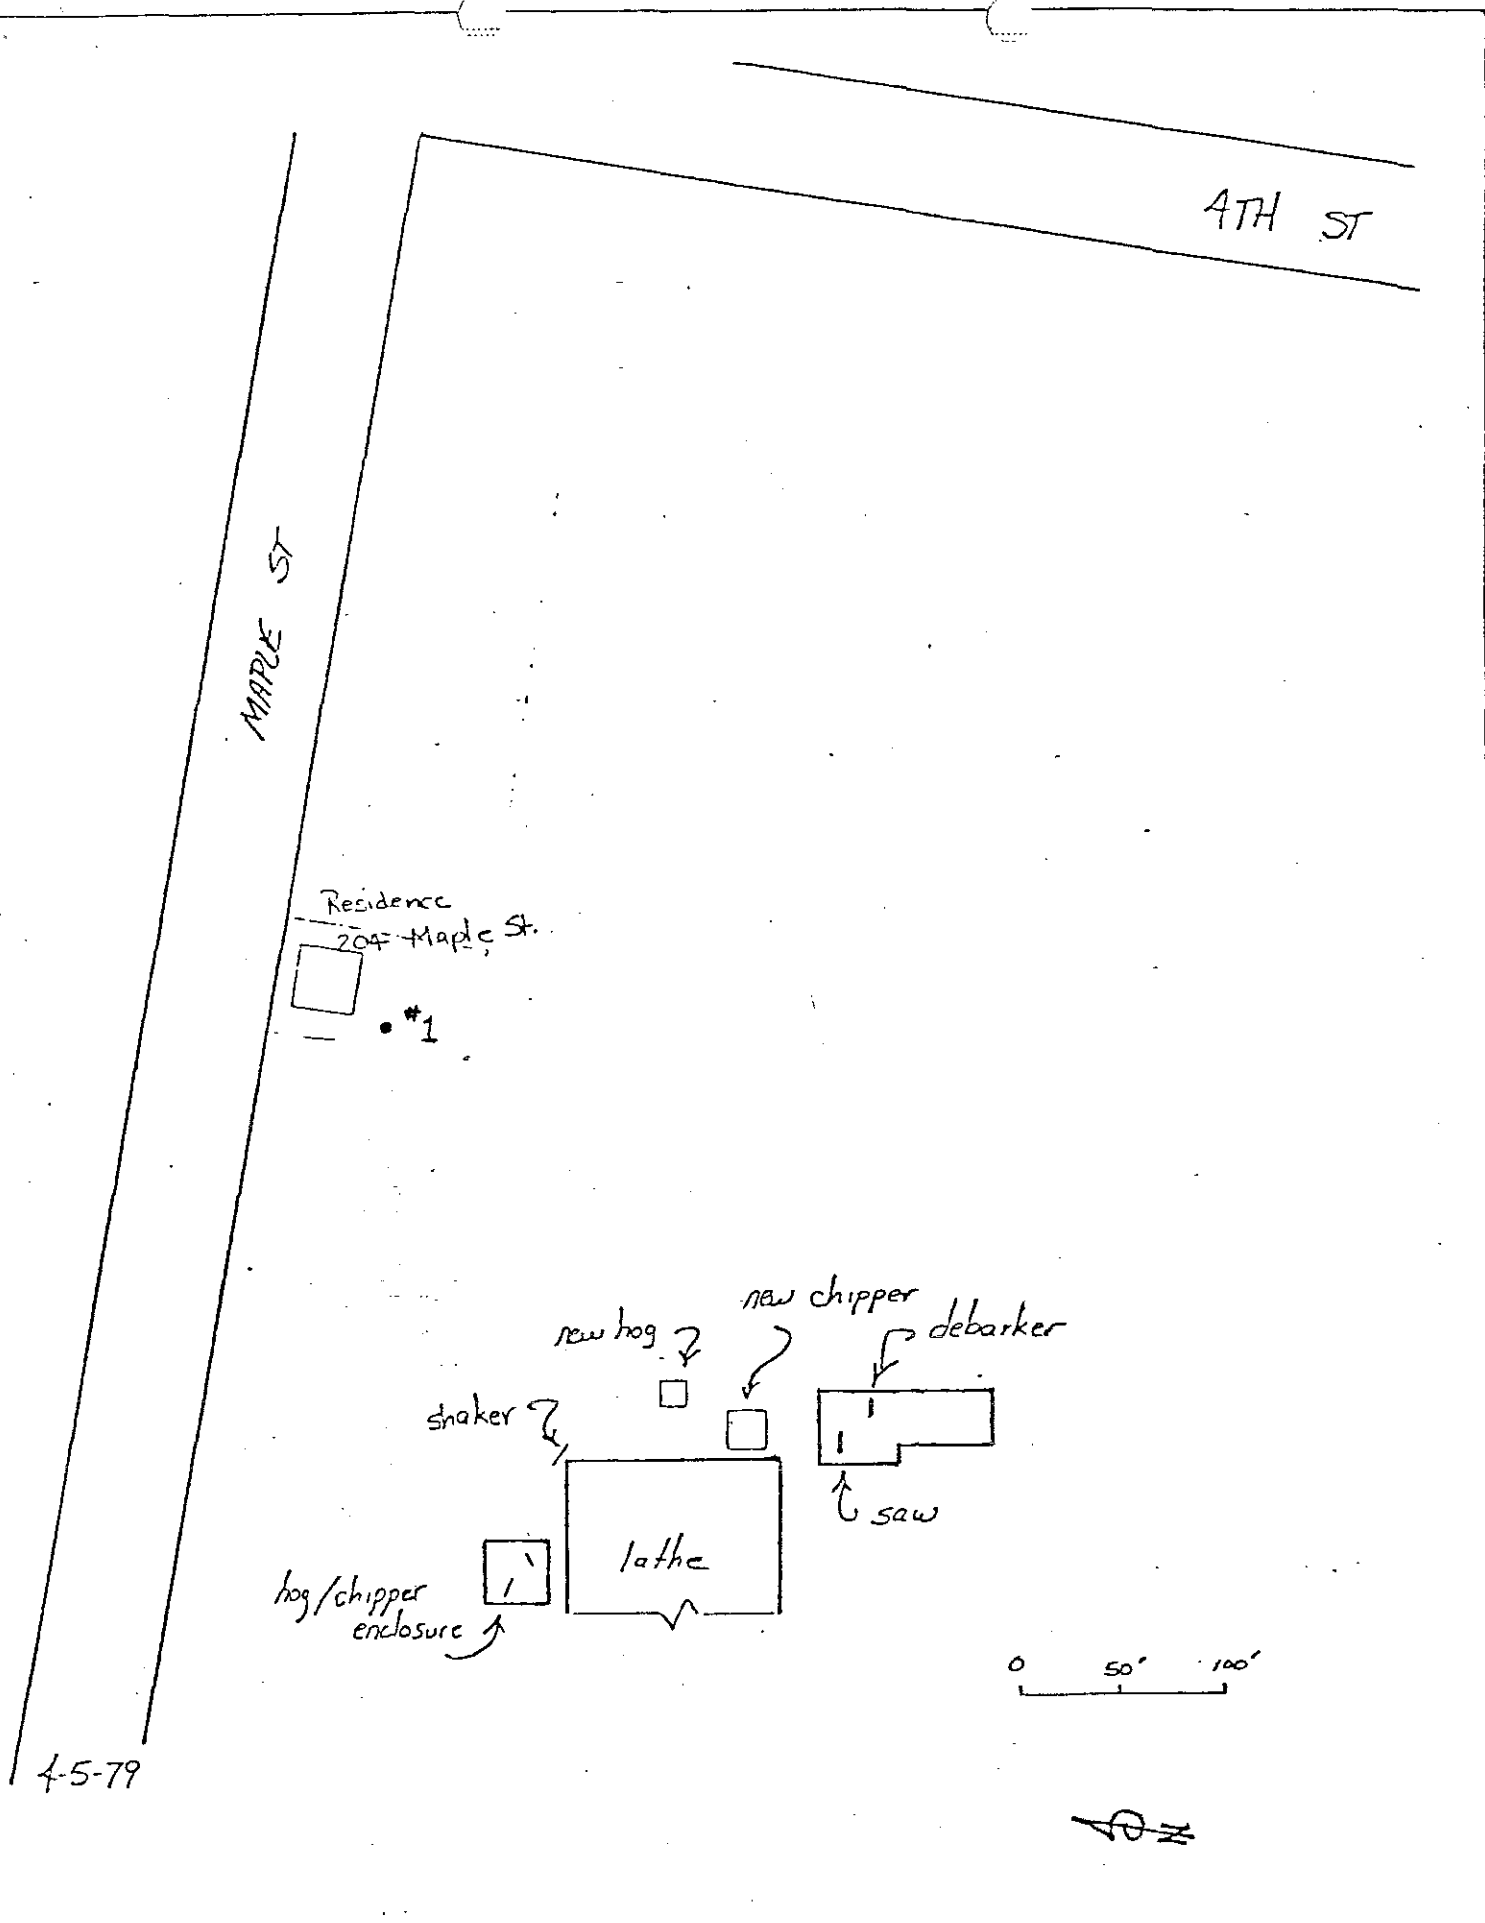 4TH ST
MAPLE ST
Residence
204 Maple St.
#1
new chipper
new hog
debarker
shaker
saw
lathe
hog/chipper
enclosure
0 50' 100'
4-5-79
N